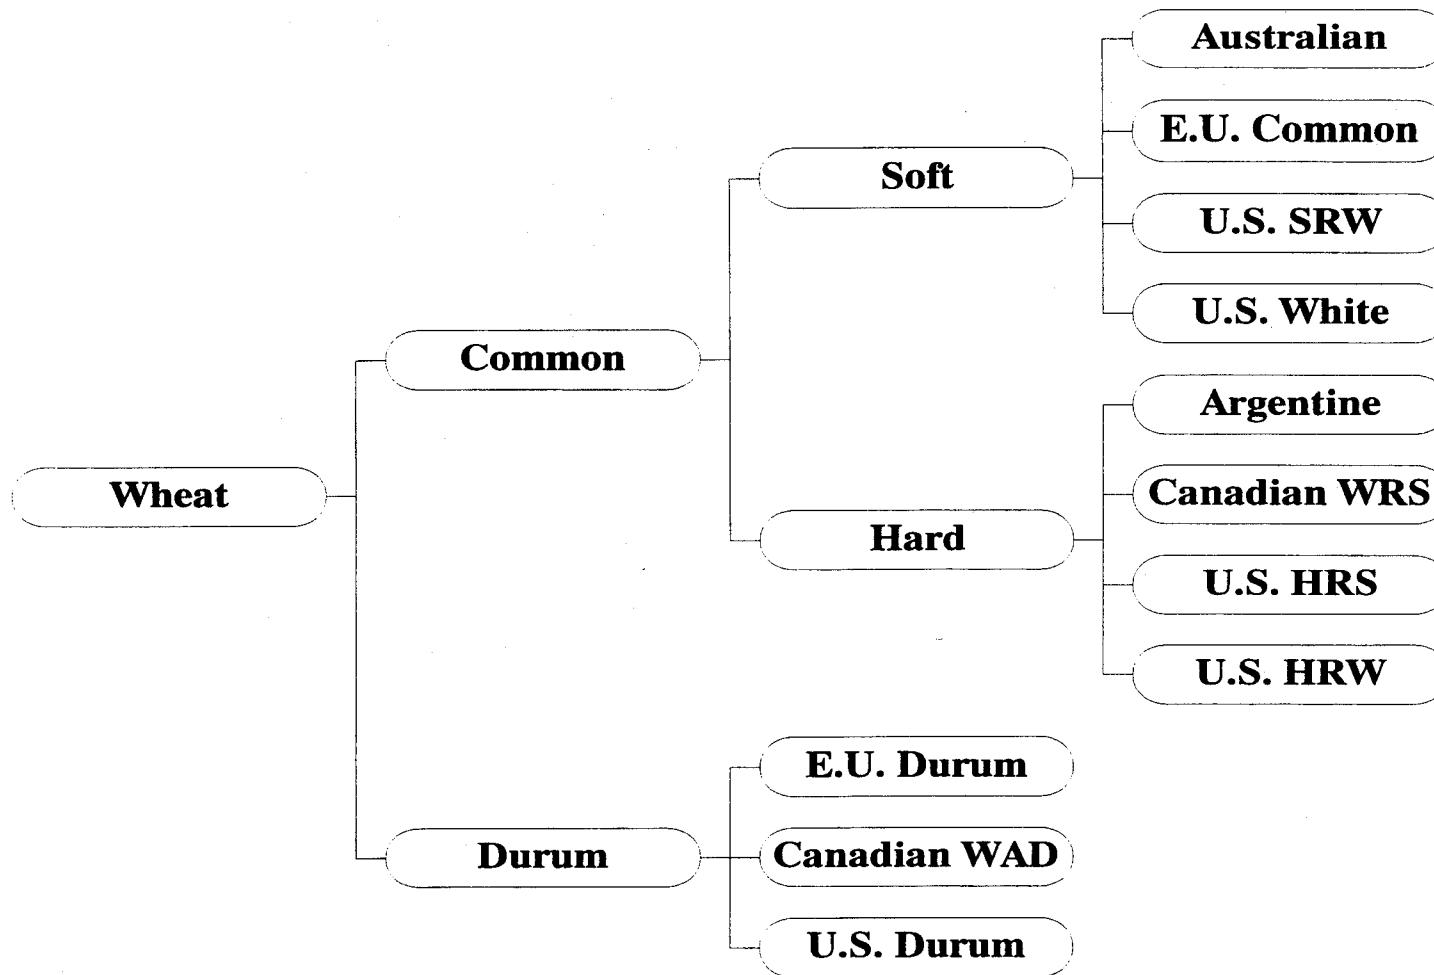 Wheat
Common
Soft
Australian
E.U. Common
U.S. SRW
U.S. White
Hard
Argentine
Canadian WRS
U.S. HRS
U.S. HRW
Durum
E.U. Durum
Canadian WAD
U.S. Durum